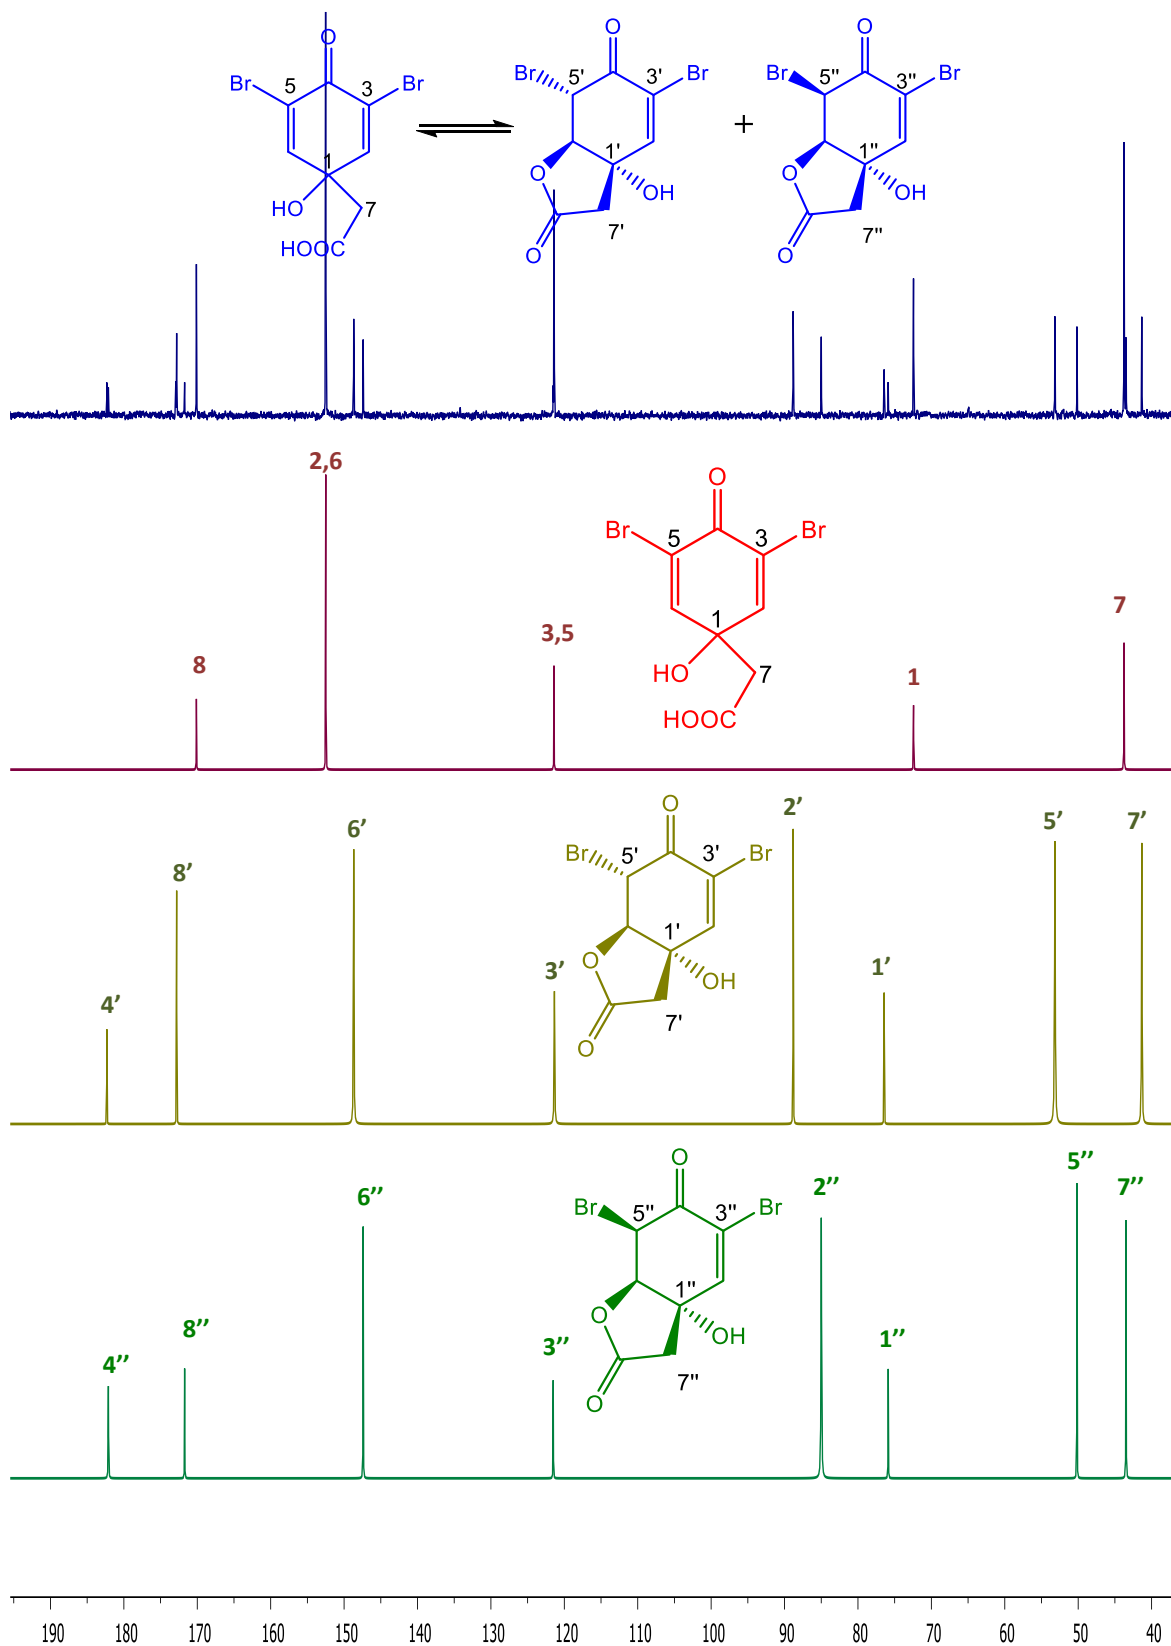 O O O
Br 5 3 Br Br 5' 3' Br Br 5" 3" Br
1 1' 1"
+
HO 7 O OH O OH
HOOC O 7' O 7"
2,6
O
Br 5 3 Br
8 3,5 1 HO 7 1 7
HOOC
O
4' 8' 6' Br 5' 3' Br 2' 1' 5' 7'
3' O 1' OH
O 7'
O
4" 8" 6" Br 5" 3" Br 2" 1" 5" 7"
3" O 1" OH
O 7"
190 180 170 160 150 140 130 120 110 100 90 80 70 60 50 40